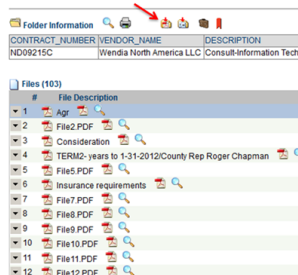 Folder Information
CONTRACT_NUMBER VENDOR_NAME DESCRIPTION
ND09215C Wendia North America LLC Consult-Information Tech
Files (103)
# File Description
1 Agr
2 File2.PDF
3 Consideration
4 TERM2- years to 1-31-2012/County Rep Roger Chapman
5 File5.PDF
6 Insurance requirements
7 File7.PDF
8 File8.PDF
9 File9.PDF
10 File10.PDF
11 File11.PDF
12 File12.PDF